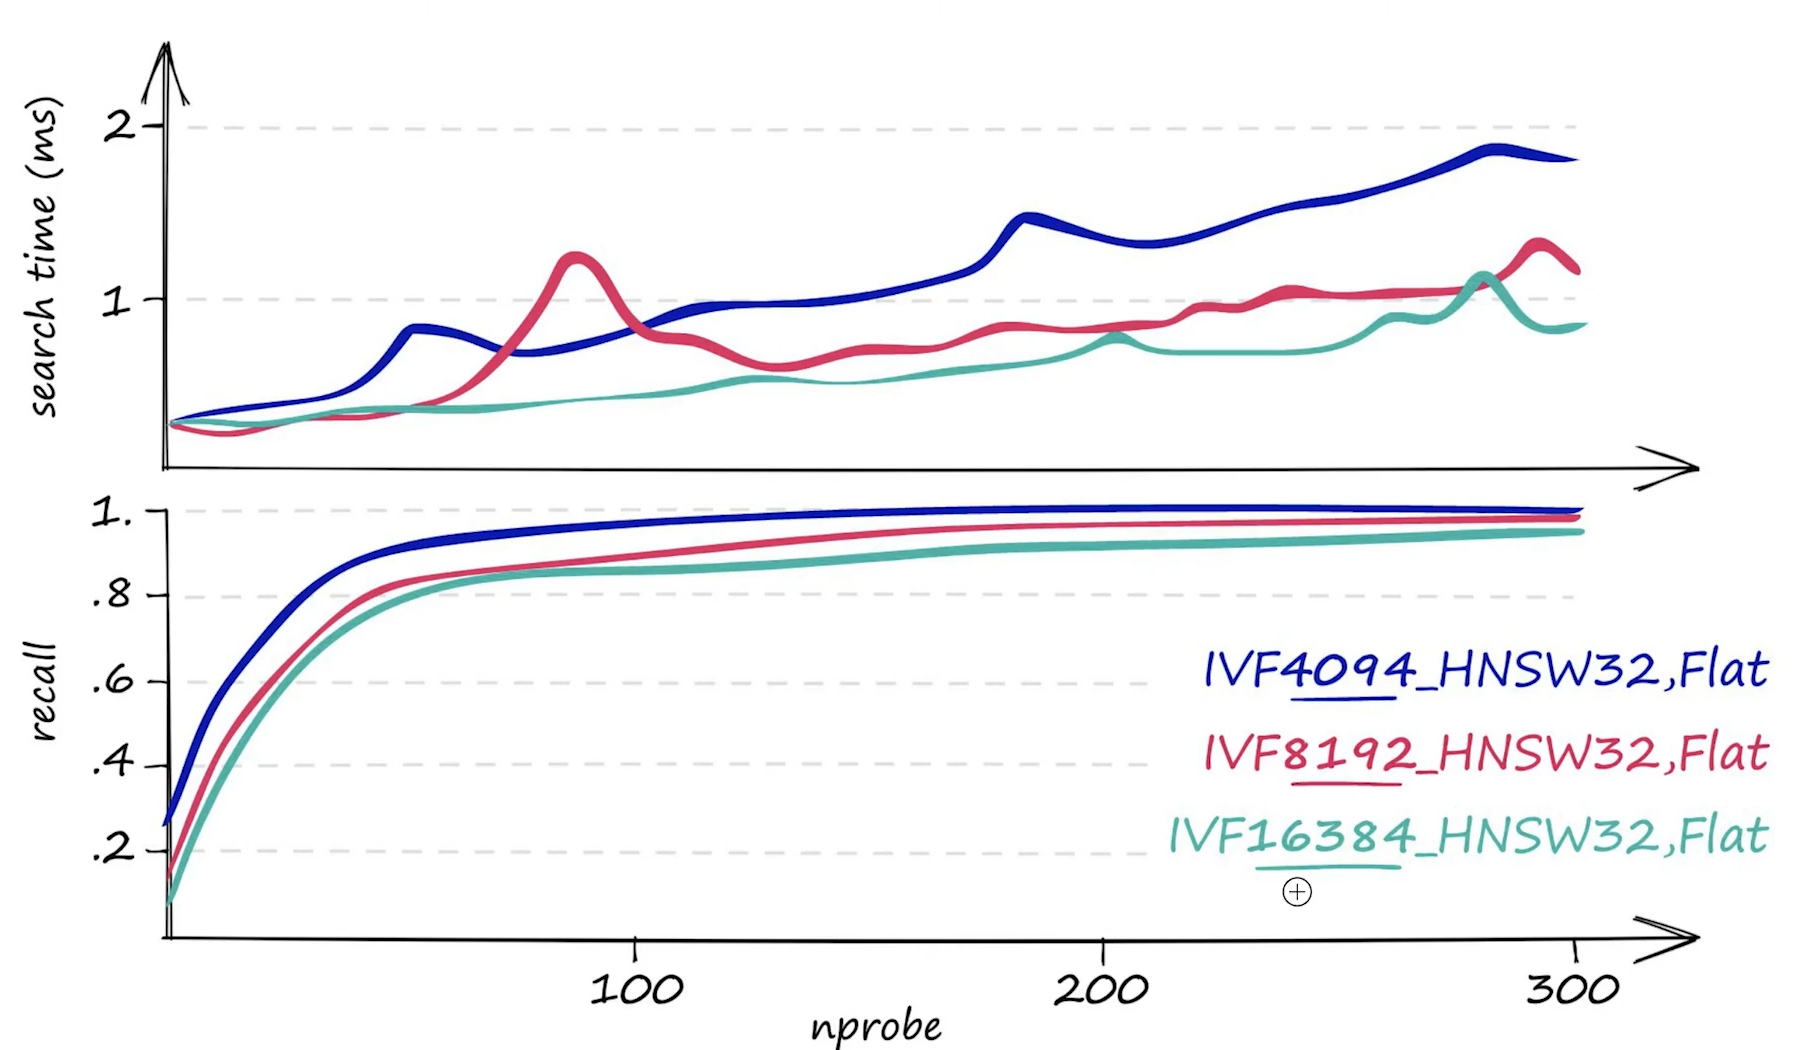 search time (ms)
2
1
recall
1.
.8
.6
.4
.2
IVF4094_HNSW32,Flat
IVF8192_HNSW32,Flat
IVF16384_HNSW32,Flat
100
200
300
nprobe